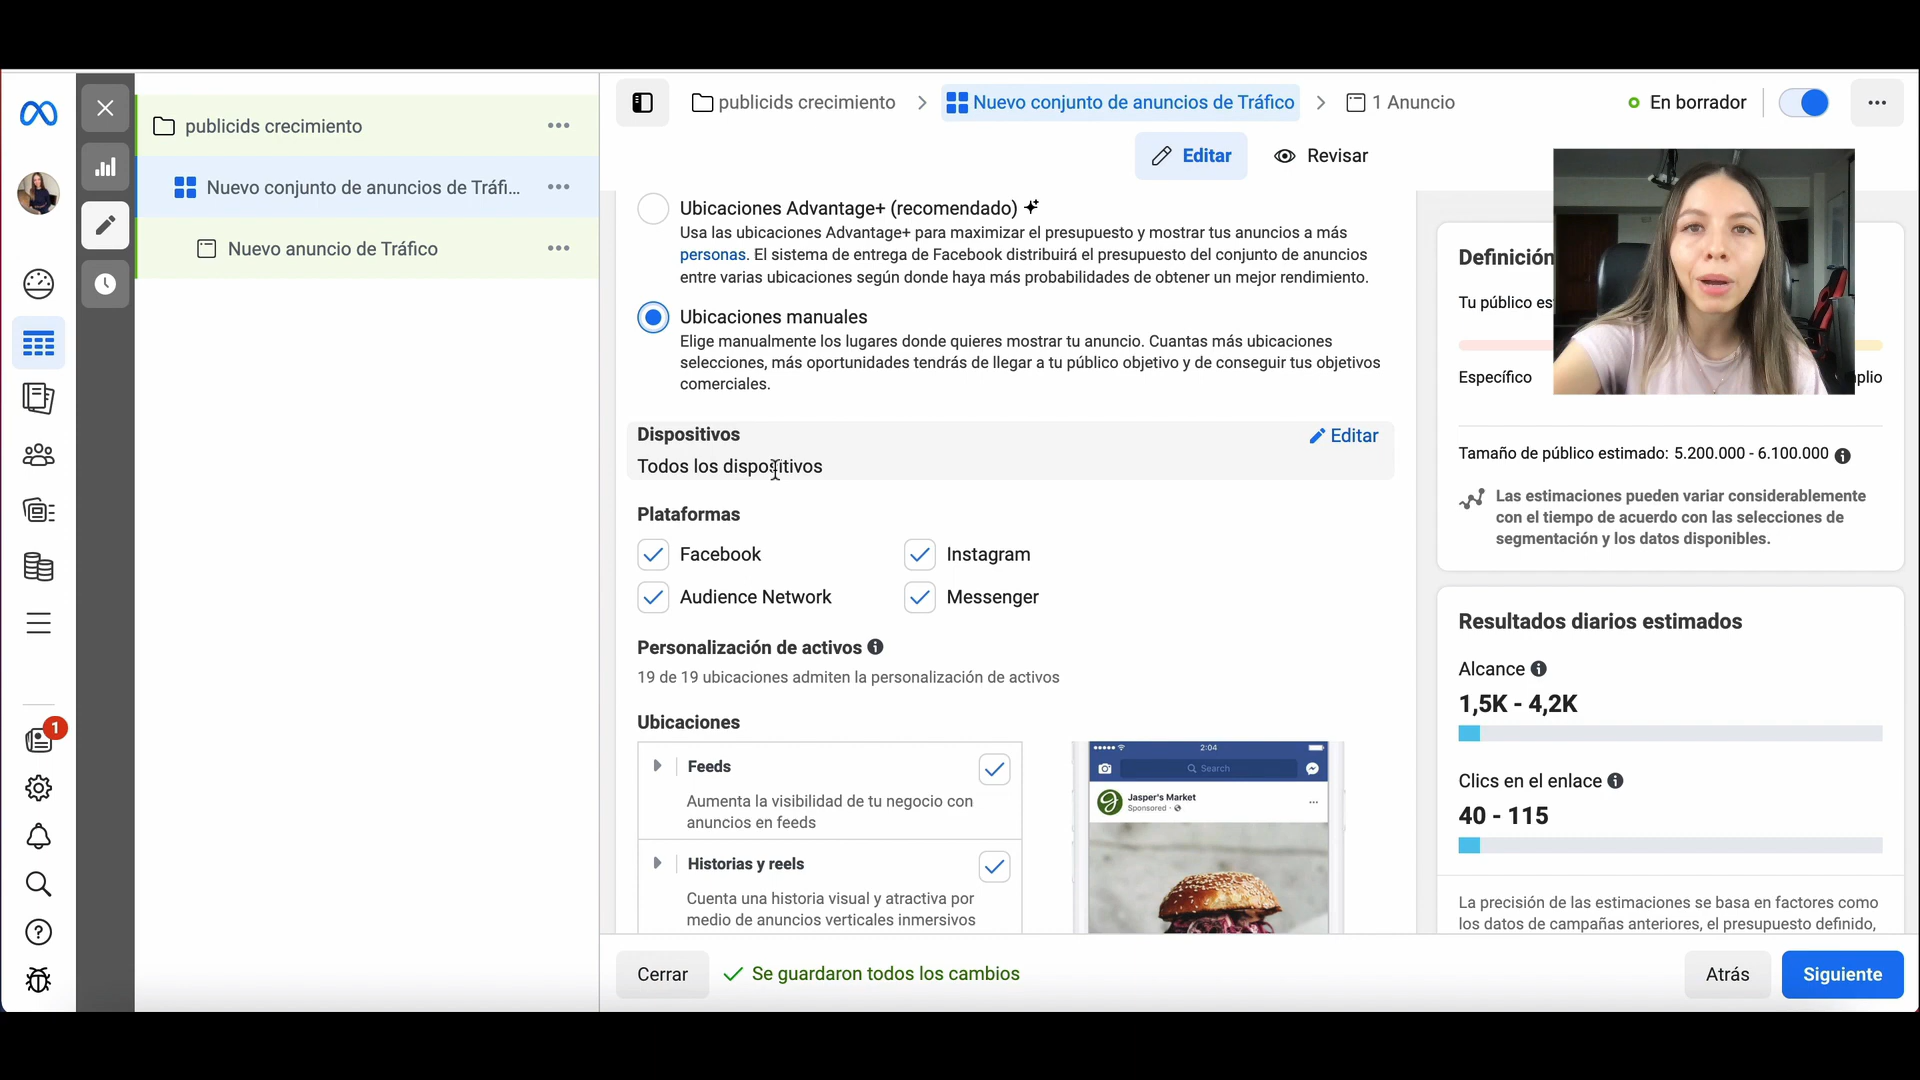 publicids crecimiento
Nuevo conjunto de anuncios de Tráfi...
Nuevo anuncio de Tráfico
1
publicids crecimiento
Nuevo conjunto de anuncios de Tráfico
1 Anuncio
En borrador
Editar
Revisar
Ubicaciones Advantage+ (recomendado)
Usa las ubicaciones Advantage+ para maximizar el presupuesto y mostrar tus anuncios a más
personas. El sistema de entrega de Facebook distribuirá el presupuesto del conjunto de anuncios
entre varias ubicaciones según donde haya más probabilidades de obtener un mejor rendimiento.
Ubicaciones manuales
Elige manualmente los lugares donde quieres mostrar tu anuncio. Cuantas más ubicaciones
selecciones, más oportunidades tendrás de llegar a tu público objetivo y de conseguir tus objetivos
comerciales.
Dispositivos
Editar
Todos los dispositivos
Plataformas
Facebook
Instagram
Audience Network
Messenger
Personalización de activos
19 de 19 ubicaciones admiten la personalización de activos
Ubicaciones
Feeds
Aumenta la visibilidad de tu negocio con
anuncios en feeds
Historias y reels
Cuenta una historia visual y atractiva por
medio de anuncios verticales inmersivos
2:04
Search
Jasper's Market
Sponsored
Definición
Tu público es
Específico
plio
Tamaño de público estimado: 5.200.000 - 6.100.000
Las estimaciones pueden variar considerablemente
con el tiempo de acuerdo con las selecciones de
segmentación y los datos disponibles.
Resultados diarios estimados
Alcance
1,5K - 4,2K
Clics en el enlace
40 - 115
La precisión de las estimaciones se basa en factores como
los datos de campañas anteriores, el presupuesto definido,
Cerrar
Se guardaron todos los cambios
Atrás
Siguiente